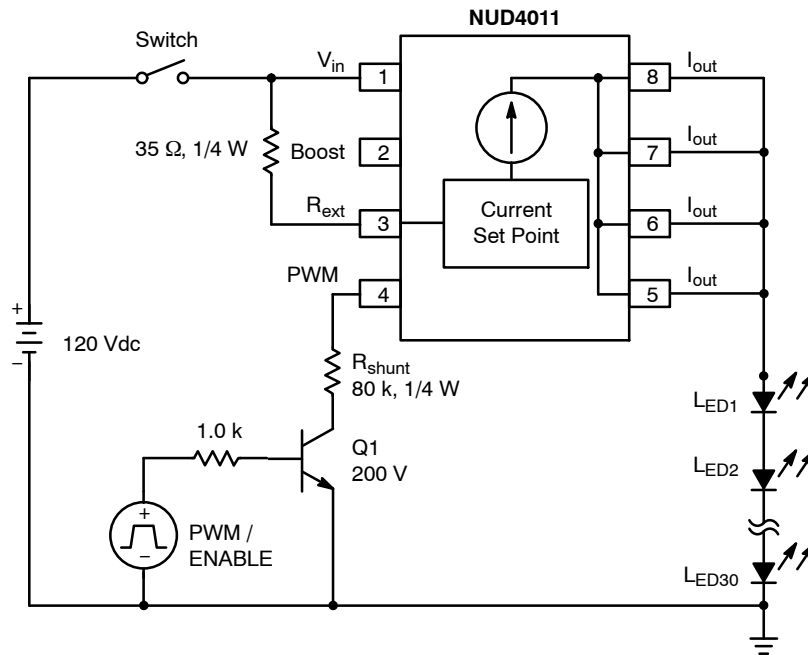 NUD4011
Switch
V_in
1
8
I_out
35 Ω, 1/4 W
Boost
2
7
I_out
R_ext
3
Current
Set Point
6
I_out
PWM
4
5
I_out
+
–
120 Vdc
R_shunt
80 k, 1/4 W
L_ED1
1.0 k
Q1
200 V
L_ED2
+
–
PWM /
ENABLE
L_ED30